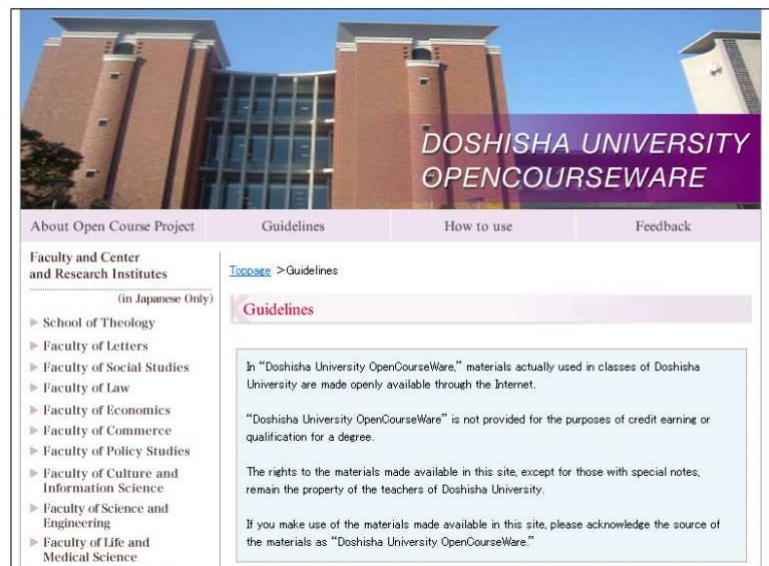 DOSHISHA UNIVERSITY
OPENCOURSEWARE
About Open Course Project
Guidelines
How to use
Feedback
Faculty and Center
and Research Institutes
(in Japanese Only)
School of Theology
Faculty of Letters
Faculty of Social Studies
Faculty of Law
Faculty of Economics
Faculty of Commerce
Faculty of Policy Studies
Faculty of Culture and
Information Science
Faculty of Science and
Engineering
Faculty of Life and
Medical Science
Toppage >Guidelines
Guidelines
In “Doshisha University OpenCourseWare,” materials actually used in classes of Doshisha
University are made openly available through the Internet.
“Doshisha University OpenCourseWare” is not provided for the purposes of credit earning or
qualification for a degree.
The rights to the materials made available in this site, except for those with special notes,
remain the property of the teachers of Doshisha University.
If you make use of the materials made available in this site, please acknowledge the source of
the materials as “Doshisha University OpenCourseWare.”